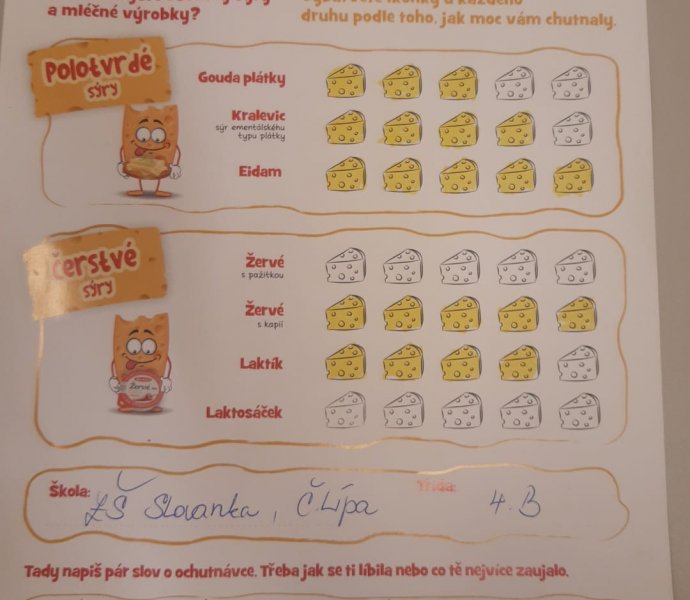 a mléčné výrobky?
druhu podle toho, jak moc vám chutnaly.
Polotvrdé
sýry
Gouda plátky
Kralevic
sýr ementálského
typu plátky
Eidam
Čerstvé
sýry
Žervé
s pažitkou
Žervé
s kapií
Laktík
Žervé
Laktosáček
Škola: ZŠ Slovanka, Č.Lípa Třída: 4.B
Tady napiš pár slov o ochutnávce. Třeba jak se ti líbila nebo co tě nejvíce zaujalo.